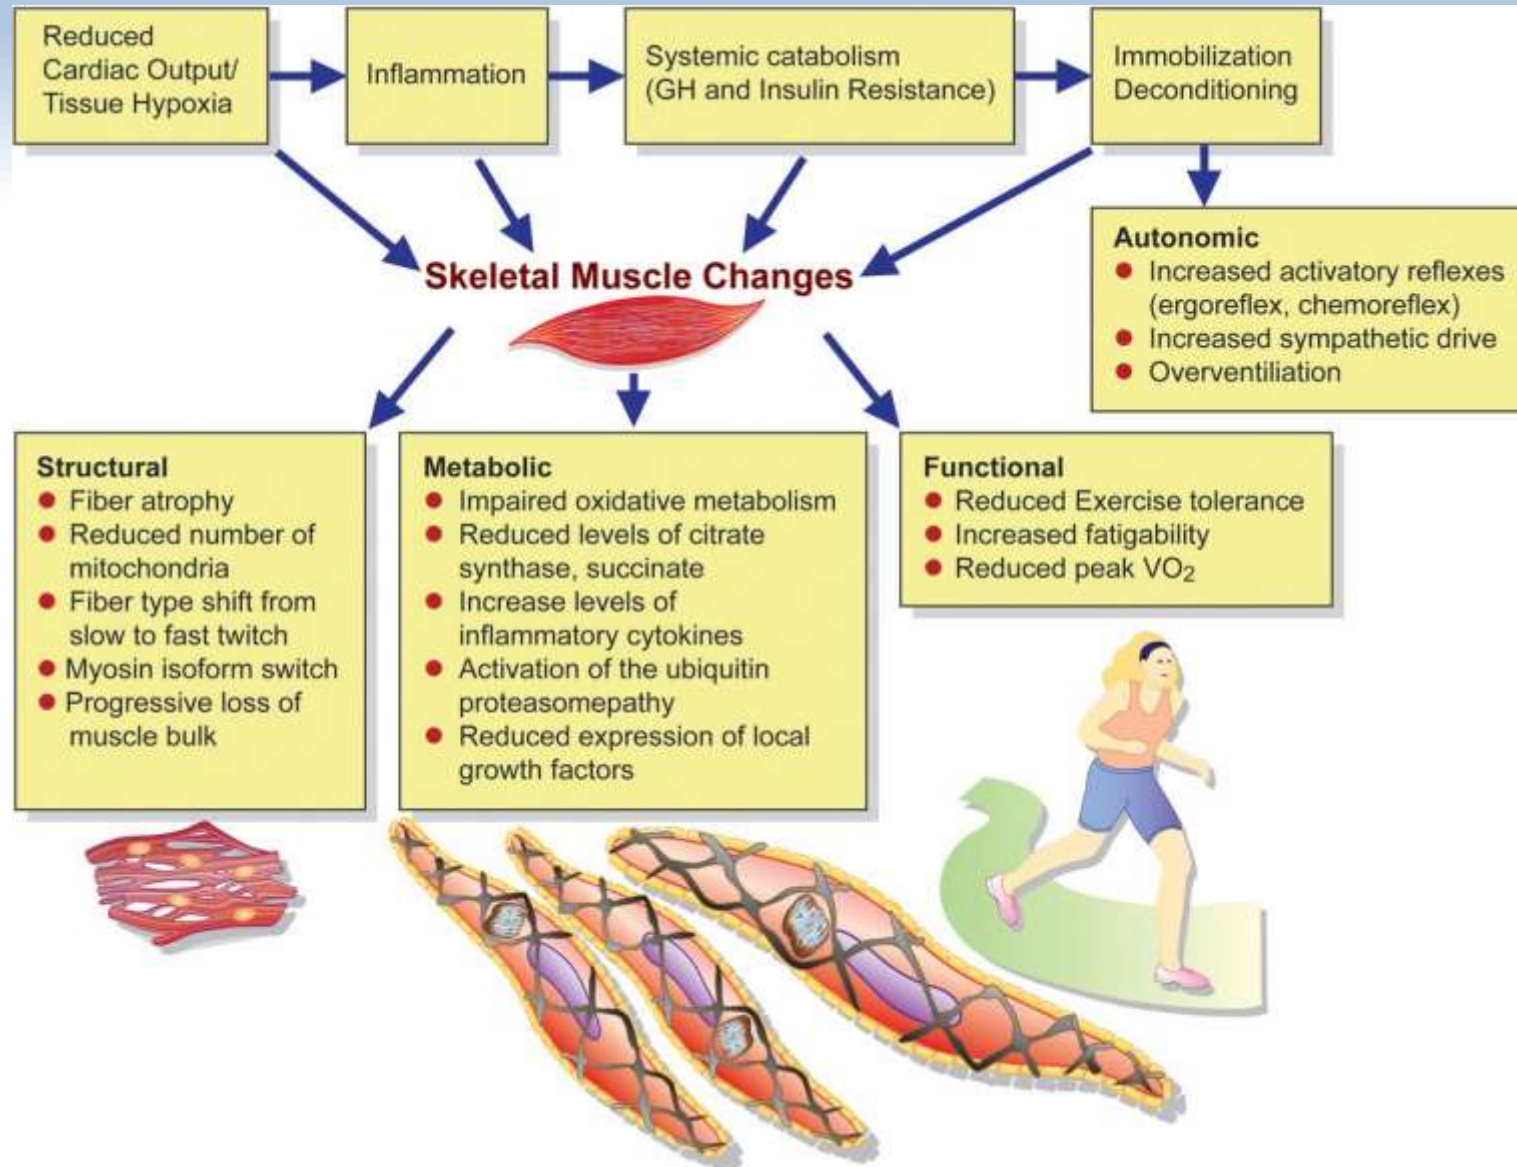 Reduced
Cardiac Output/
Tissue Hypoxia
Inflammation
Systemic catabolism
(GH and Insulin Resistance)
Immobilization
Deconditioning
Autonomic
Increased activatory reflexes
(ergoreflex, chemoreflex)
Increased sympathetic drive
Overventiliation
Skeletal Muscle Changes
Structural
Fiber atrophy
Reduced number of
mitochondria
Fiber type shift from
slow to fast twitch
Myosin isoform switch
Progressive loss of
muscle bulk
Metabolic
Impaired oxidative metabolism
Reduced levels of citrate
synthase, succinate
Increase levels of
inflammatory cytokines
Activation of the ubiquitin
proteasomepathy
Reduced expression of local
growth factors
Functional
Reduced Exercise tolerance
Increased fatigability
Reduced peak VO₂